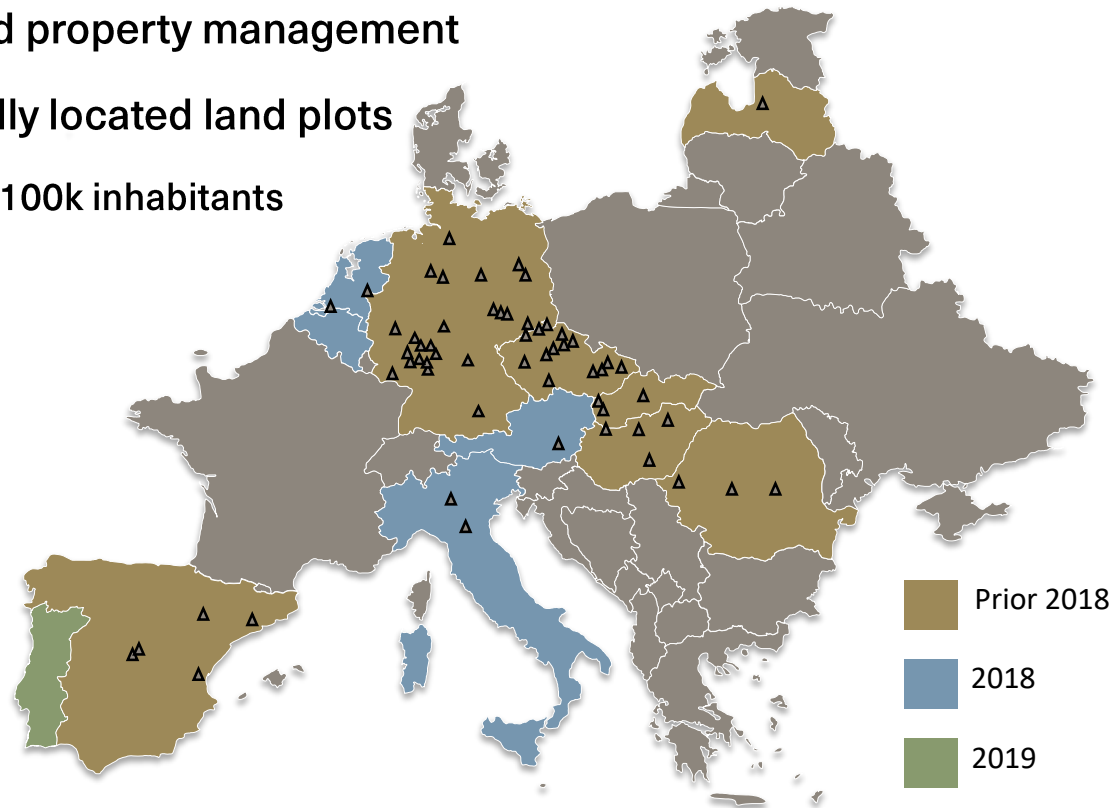 d property management
lly located land plots
100k inhabitants
Prior 2018
2018
2019